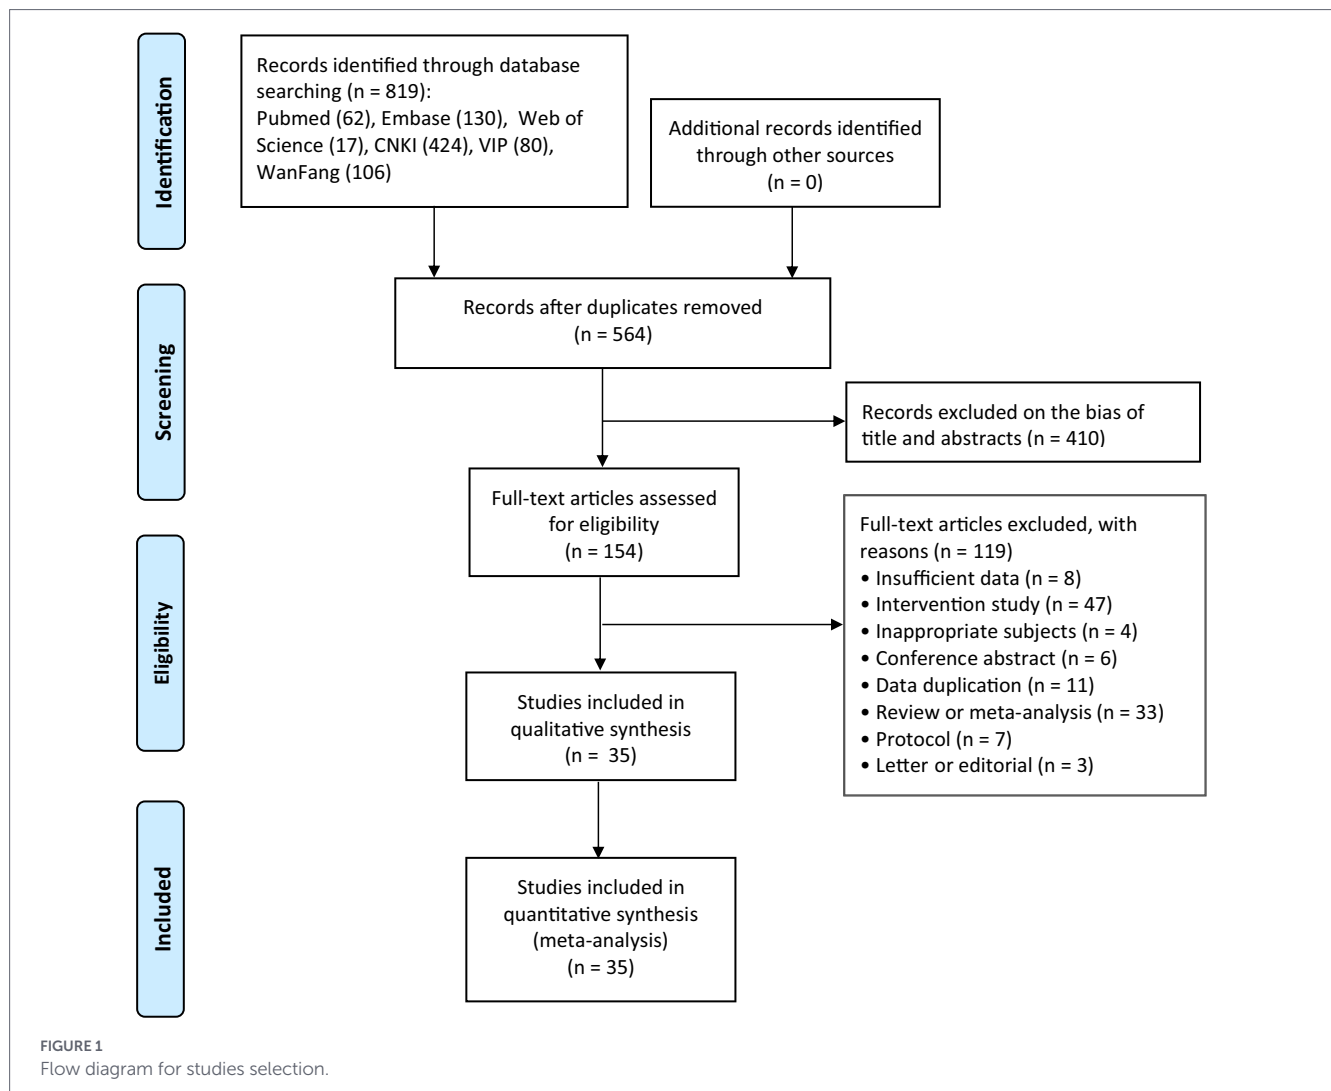 Identification
Records identified through database
searching (n = 819):
Pubmed (62), Embase (130), Web of
Science (17), CNKI (424), VIP (80),
WanFang (106)
Additional records identified
through other sources
(n = 0)
Screening
Records after duplicates removed
(n = 564)
Records excluded on the bias of
title and abstracts (n = 410)
Full-text articles assessed
for eligibility
(n = 154)
Eligibility
Full-text articles excluded, with
reasons (n = 119)
• Insufficient data (n = 8)
• Intervention study (n = 47)
• Inappropriate subjects (n = 4)
• Conference abstract (n = 6)
• Data duplication (n = 11)
• Review or meta-analysis (n = 33)
• Protocol (n = 7)
• Letter or editorial (n = 3)
Studies included in
qualitative synthesis
(n = 35)
Included
Studies included in
quantitative synthesis
(meta-analysis)
(n = 35)
FIGURE 1
Flow diagram for studies selection.